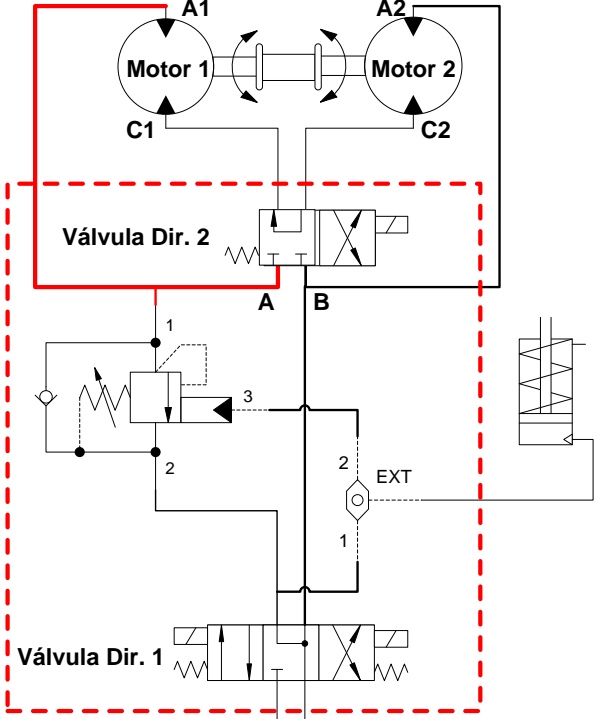 A1
A2
Motor 1
Motor 2
C1
C2
Válvula Dir. 2
A
B
1
3
2
2
EXT
1
Válvula Dir. 1